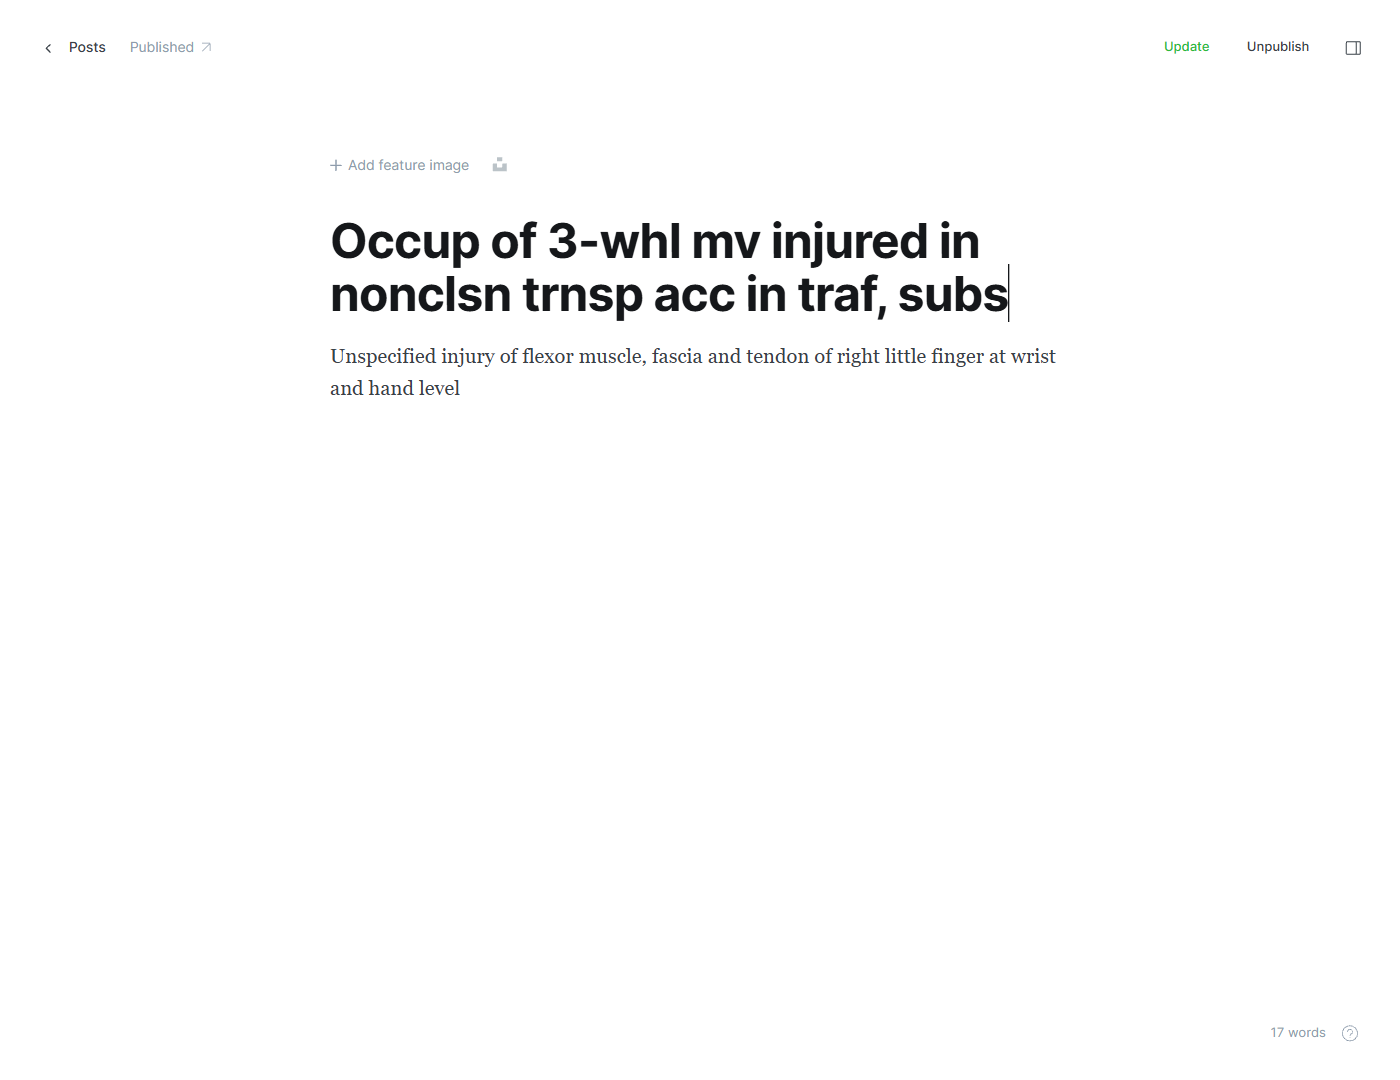 Posts
Published
Update
Unpublish
Add feature image
Occup of 3-whl mv injured in
nonclsn trnsp acc in traf, subs
Unspecified injury of flexor muscle, fascia and tendon of right little finger at wrist
and hand level
17 words